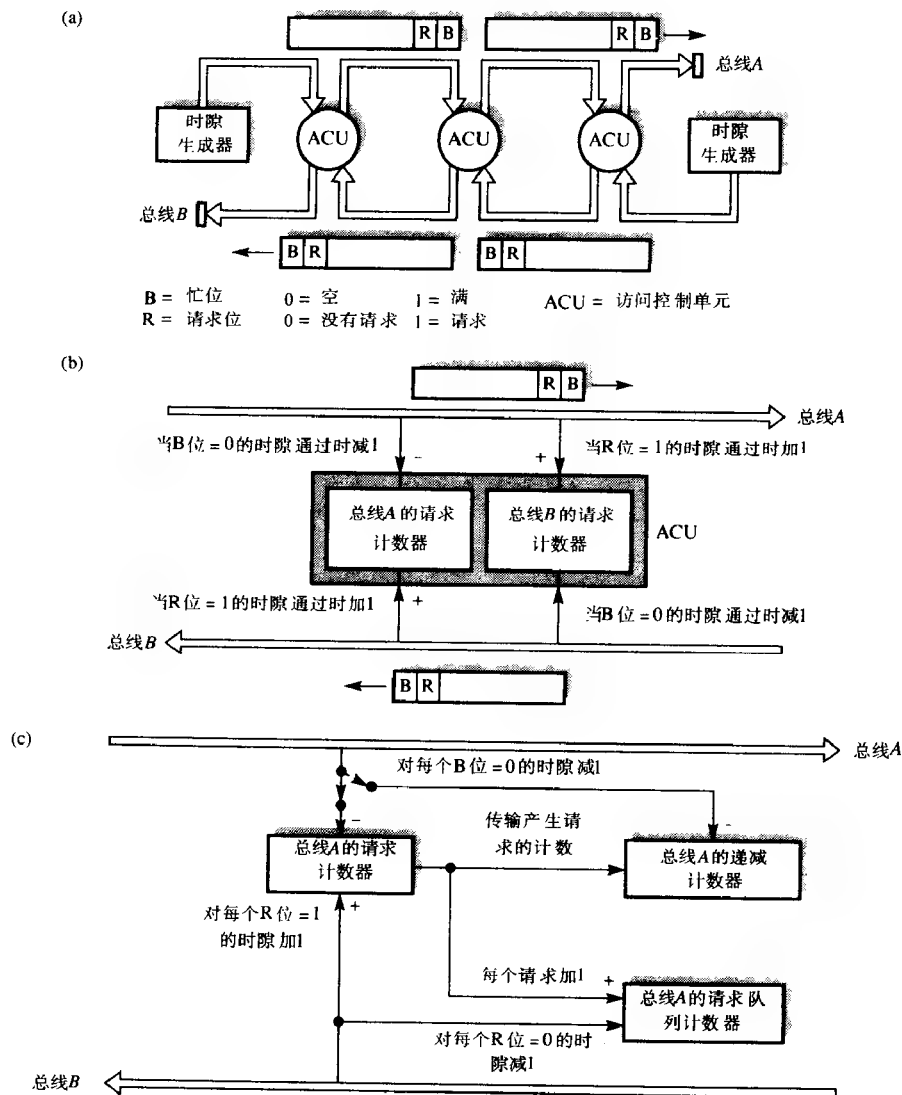 (a)
R B
R B
总线A
时隙
生成器
ACU
ACU
ACU
时隙
生成器
总线B
B R
B R
B = 忙位 0 = 空 1 = 满 ACU = 访问控制单元
R = 请求位 0 = 没有请求 1 = 请求
(b)
R B
总线A
当B位=0的时隙通过时减1
-
+
当R位=1的时隙通过时加1
总线A的请求
计数器
总线B的请求
计数器
ACU
当R位=1的时隙通过时加1
+
-
当B位=0的时隙通过时减1
总线B
B R
(c)
总线A
对每个B位=0的时隙减1
-
-
传输产生请
求的计数
总线A的请求
计数器
总线A的递减
计数器
+
对每个R位=1
的时隙加1
每个请求加1
+
总线A的请求队
列计数器
-
对每个R位=0的时
隙减1
总线B